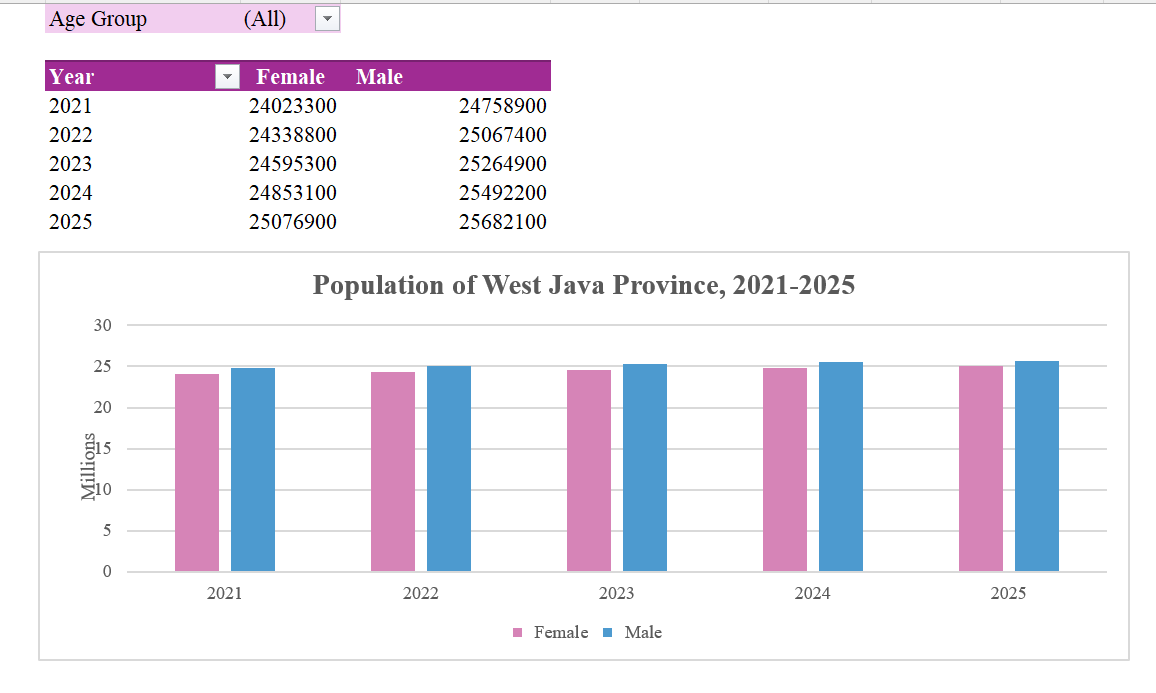 Age Group (All)
Year Female Male
2021 24023300 24758900
2022 24338800 25067400
2023 24595300 25264900
2024 24853100 25492200
2025 25076900 25682100
Population of West Java Province, 2021-2025
30
25
20
15
10
5
0
Millions
2021 2022 2023 2024 2025
Female Male